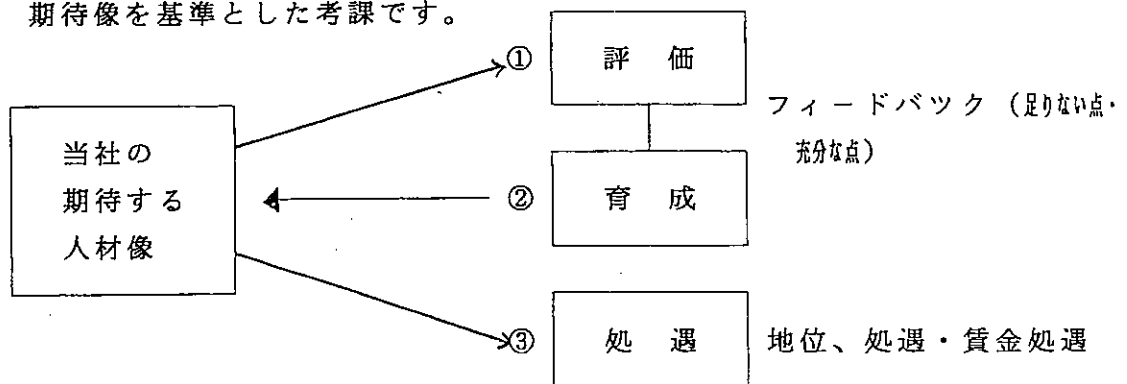 期待像を基準とした考課です。
① 評 価
フィードバツク (足りない点・
充分な点)
当社の
期待する
人材像
② 育 成
③ 処 遇 地位、処遇・賃金処遇